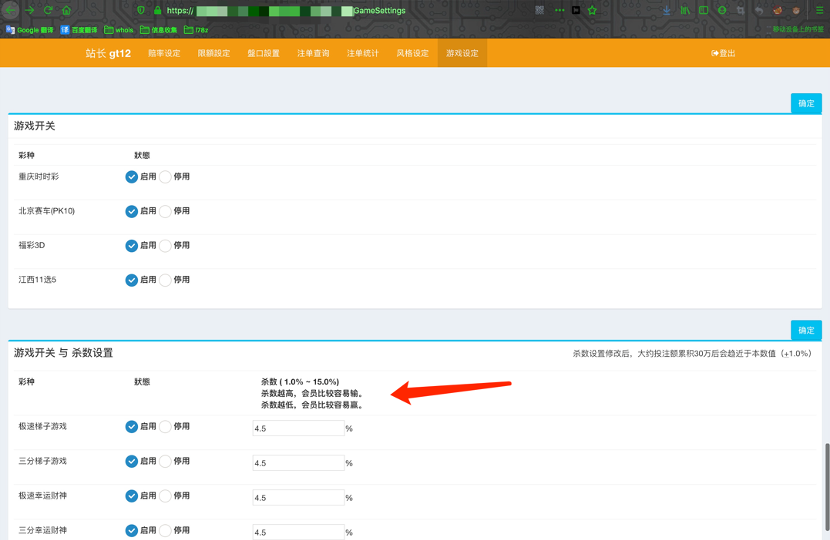 https://
GameSettings
Google 翻译 百度翻译 whois 信息收集 78z
移动设备上的书签
站长 gt12 赔率设定 限額設定 盤口設置 注单查询 注单统计 风格设定 游戏设定 登出
确定
游戏开关
彩种 狀態
重庆时时彩 启用 停用
北京赛车(PK10) 启用 停用
福彩3D 启用 停用
江西11选5 启用 停用
确定
游戏开关 与 杀数设置 杀数设置修改后，大约投注额累积30万后会趋近于本数值（+1.0%）
彩种 狀態 杀数 ( 1.0% ~ 15.0%)
杀数越高，会员比较容易输。
杀数越低，会员比较容易赢。
极速梯子游戏 启用 停用 4.5 %
三分梯子游戏 启用 停用 4.5 %
极速幸运财神 启用 停用 4.5 %
三分幸运财神 启用 停用 4.5 %